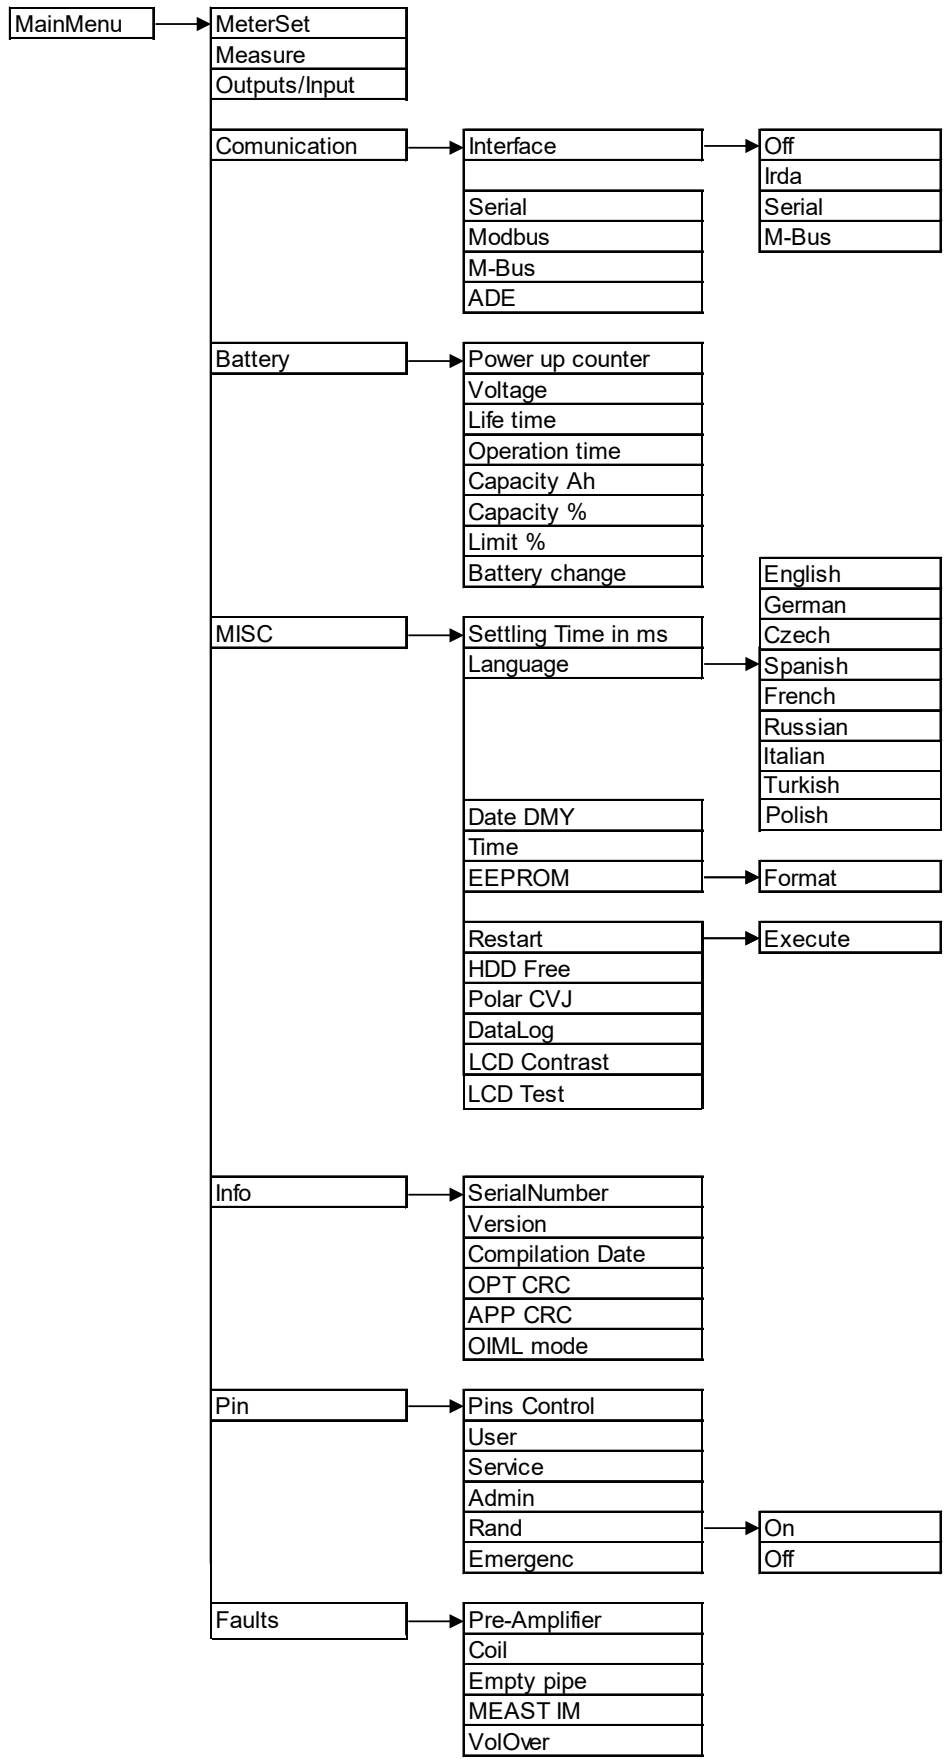 MainMenu
MeterSet
Measure
Outputs/Input
Comunication
Interface
Off
Irda
Serial
Serial
Modbus
M-Bus
M-Bus
ADE
Battery
Power up counter
Voltage
Life time
Operation time
Capacity Ah
Capacity %
Limit %
Battery change
MISC
Settling Time in ms
Language
English
German
Czech
Spanish
French
Russian
Italian
Turkish
Polish
Date DMY
Time
EEPROM
Format
Restart
Execute
HDD Free
Polar CVJ
DataLog
LCD Contrast
LCD Test
Info
SerialNumber
Version
Compilation Date
OPT CRC
APP CRC
OIML mode
Pin
Pins Control
User
Service
Admin
Rand
On
Emergenc
Off
Faults
Pre-Amplifier
Coil
Empty pipe
MEAST IM
VolOver